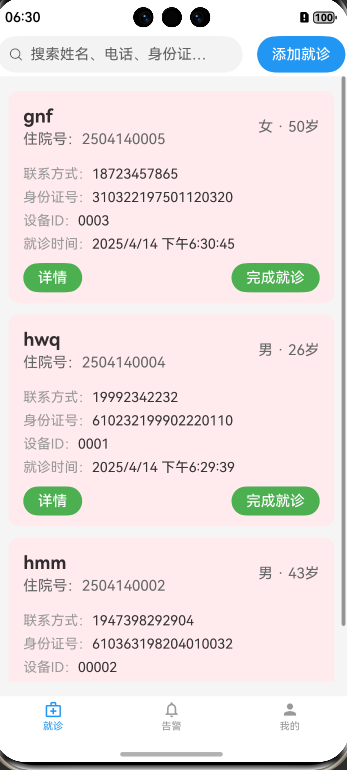 06:30
100
搜索姓名、电话、身份证…
添加就诊
gnf
女 · 50岁
住院号：2504140005
联系方式：18723457865
身份证号：310322197501120320
设备ID：0003
就诊时间：2025/4/14 下午6:30:45
详情
完成就诊
hwq
男 · 26岁
住院号：2504140004
联系方式：19992342232
身份证号：610232199902220110
设备ID：0001
就诊时间：2025/4/14 下午6:29:39
详情
完成就诊
hmm
男 · 43岁
住院号：2504140002
联系方式：1947398292904
身份证号：610363198204010032
设备ID：00002
就诊
告警
我的